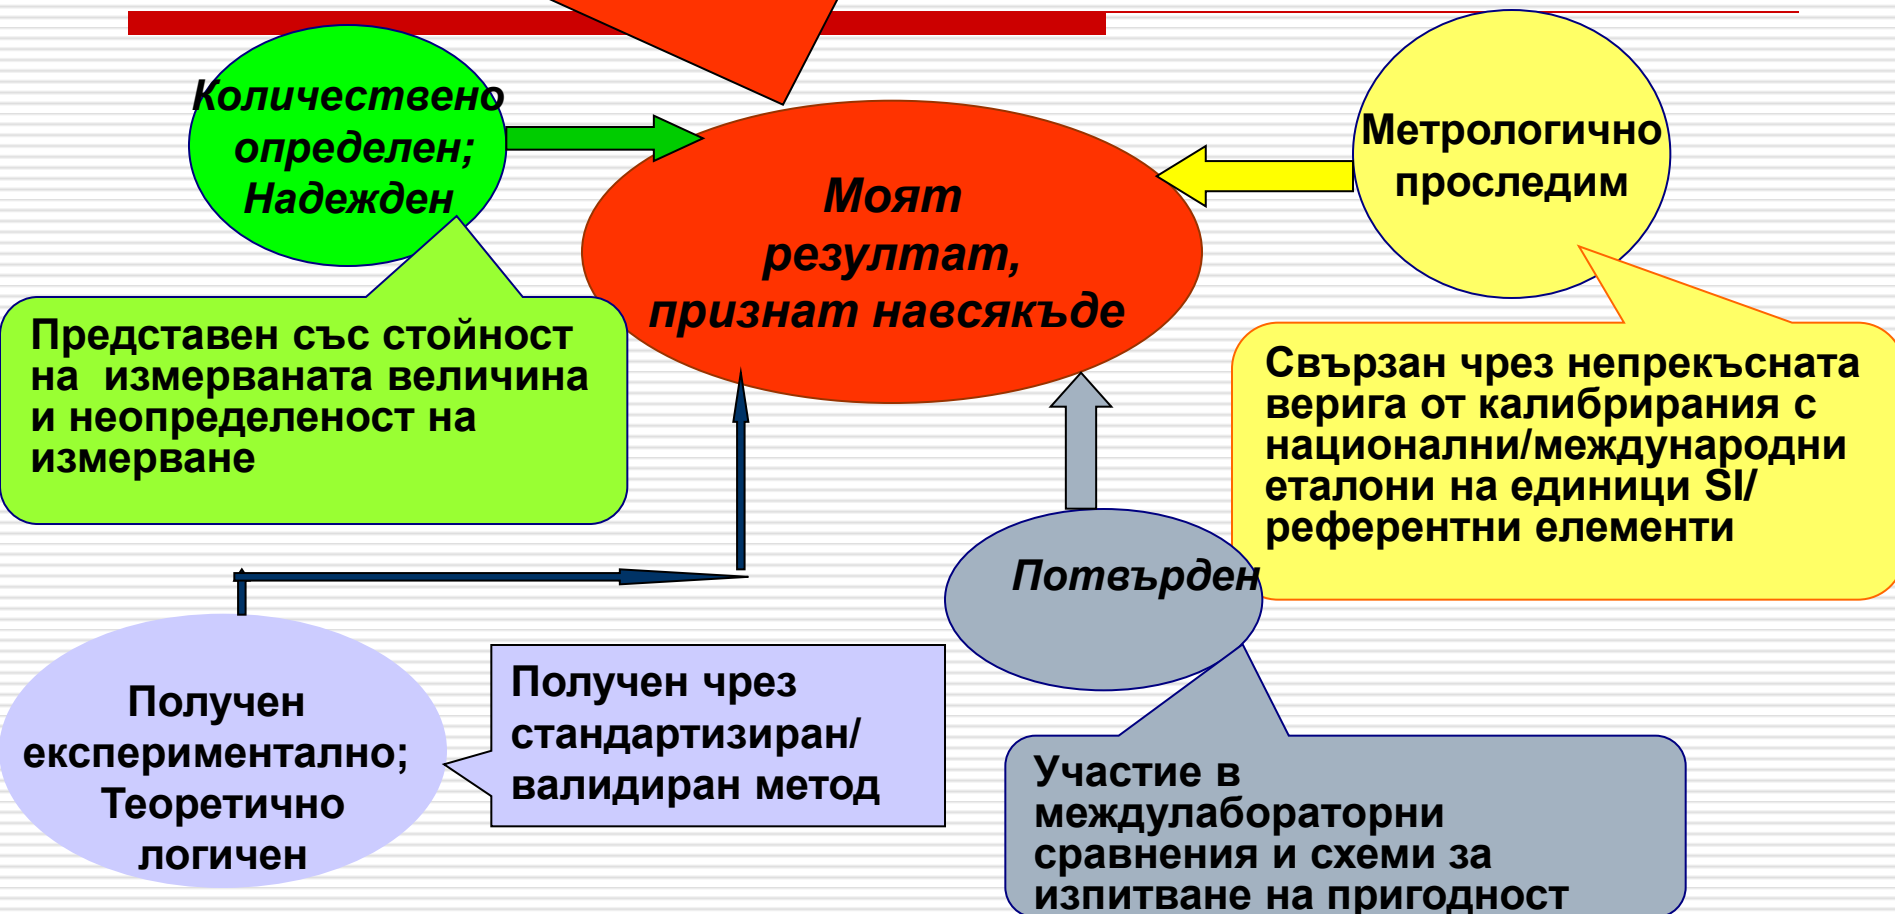 Количествено
определен;
Надежден
Моят
резултат,
признат навсякъде
Метрологично
проследим
Представен със стойност
на измерваната величина
и неопределеност на
измерване
Свързан чрез непрекъсната
верига от калибрирания с
национални/международни
еталони на единици SI/
референтни елементи
Потвърден
Получен
експериментално;
Теоретично
логичен
Получен чрез
стандартизиран/
валидиран метод
Участие в
междулабораторни
сравнения и схеми за
изпитване на пригодност